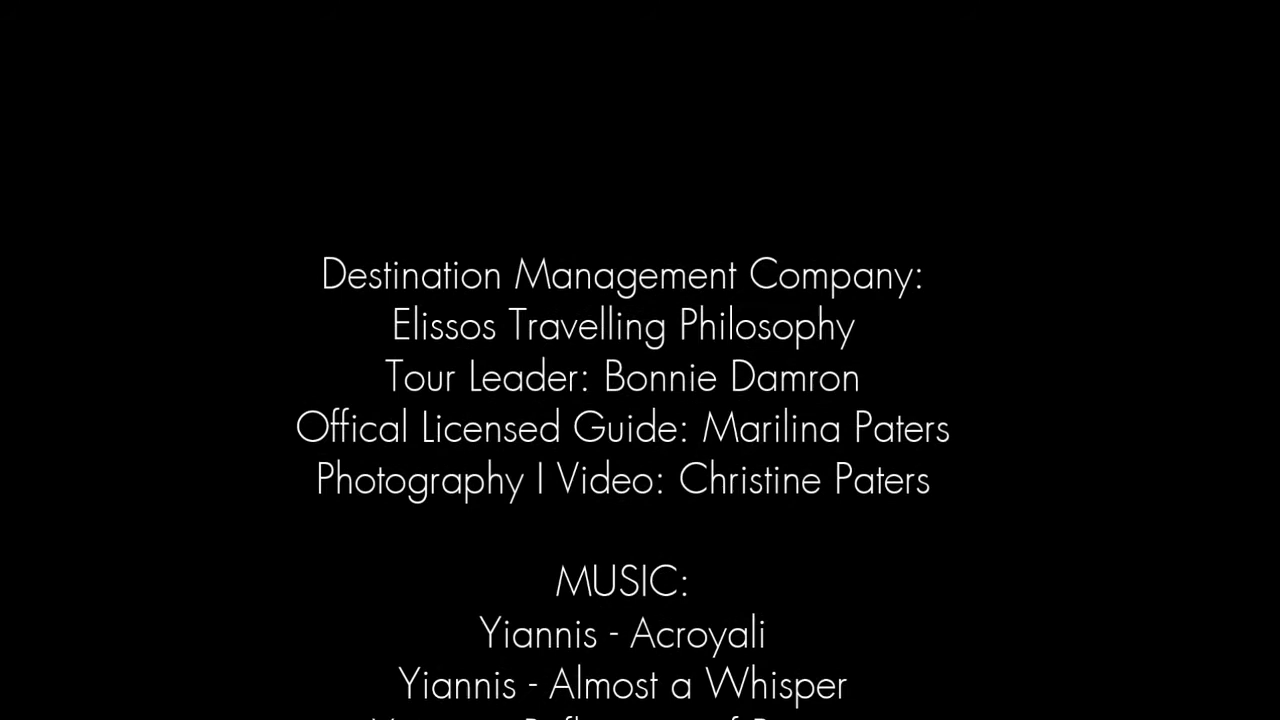 Destination Management Company:
Elissos Travelling Philosophy
Tour Leader: Bonnie Damron
Offical Licensed Guide: Marilina Paters
Photography I Video: Christine Paters
MUSIC:
Yiannis - Acroyali
Yiannis - Almost a Whisper